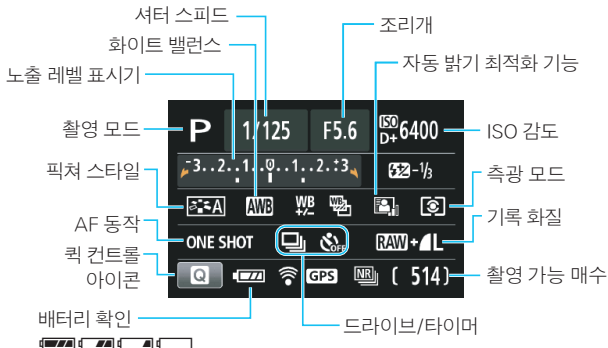 셔터 스피드
조리개
화이트 밸런스
자동 밝기 최적화 기능
노출 레벨 표시기
촬영 모드
P 1/125 F5.6 ISO D+ 6400
ISO 감도
-3..2..1..0..1..2.+3
-1/3
픽쳐 스타일
측광 모드
A AWB WB +/- WB
AF 동작
기록 화질
ONE SHOT OFF RAW+L
퀵 컨트롤
아이콘
Q GPS NR ( 514)
촬영 가능 매수
배터리 확인
드라이브/타이머